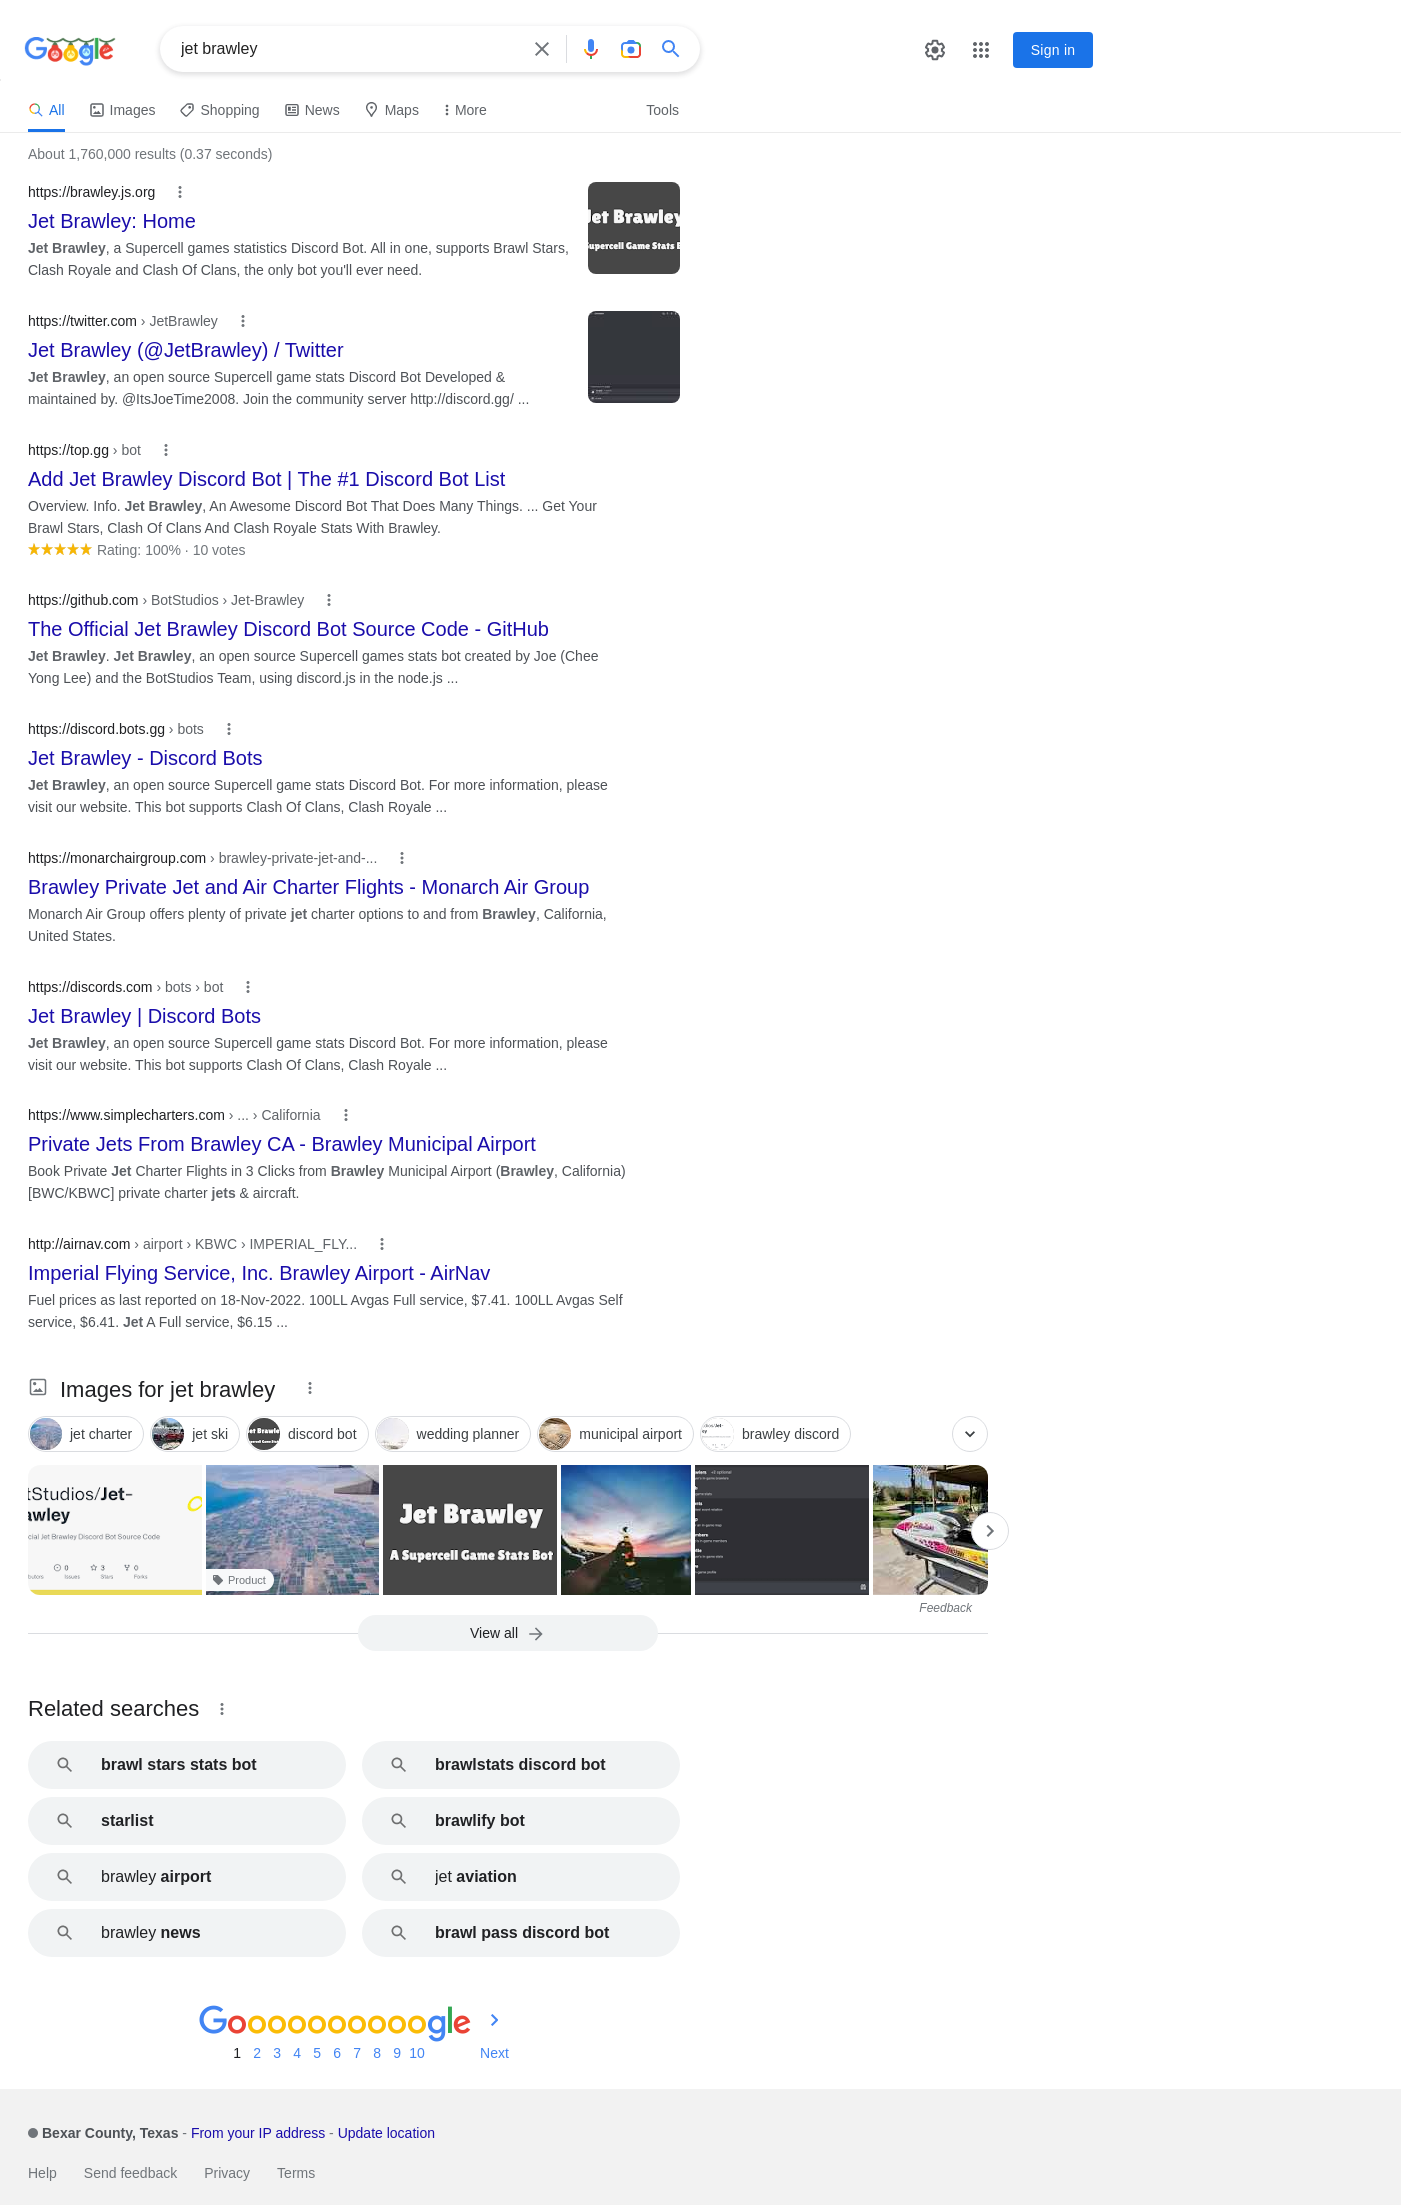 Google
jet brawley
Sign in
All
Images
Shopping
News
Maps
More
Tools
About 1,760,000 results (0.37 seconds)
https://brawley.js.org
Jet Brawley: Home
Jet Brawley, a Supercell games statistics Discord Bot. All in one, supports Brawl Stars,
Clash Royale and Clash Of Clans, the only bot you'll ever need.
Jet Brawley
Supercell Game Stats B
https://twitter.com › JetBrawley
Jet Brawley (@JetBrawley) / Twitter
Jet Brawley, an open source Supercell game stats Discord Bot Developed &
maintained by. @ItsJoeTime2008. Join the community server http://discord.gg/ ...
https://top.gg › bot
Add Jet Brawley Discord Bot | The #1 Discord Bot List
Overview. Info. Jet Brawley, An Awesome Discord Bot That Does Many Things. ... Get Your
Brawl Stars, Clash Of Clans And Clash Royale Stats With Brawley.
Rating: 100% · 10 votes
https://github.com › BotStudios › Jet-Brawley
The Official Jet Brawley Discord Bot Source Code - GitHub
Jet Brawley. Jet Brawley, an open source Supercell games stats bot created by Joe (Chee
Yong Lee) and the BotStudios Team, using discord.js in the node.js ...
https://discord.bots.gg › bots
Jet Brawley - Discord Bots
Jet Brawley, an open source Supercell game stats Discord Bot. For more information, please
visit our website. This bot supports Clash Of Clans, Clash Royale ...
https://monarchairgroup.com › brawley-private-jet-and-...
Brawley Private Jet and Air Charter Flights - Monarch Air Group
Monarch Air Group offers plenty of private jet charter options to and from Brawley, California,
United States.
https://discords.com › bots › bot
Jet Brawley | Discord Bots
Jet Brawley, an open source Supercell game stats Discord Bot. For more information, please
visit our website. This bot supports Clash Of Clans, Clash Royale ...
https://www.simplecharters.com › ... › California
Private Jets From Brawley CA - Brawley Municipal Airport
Book Private Jet Charter Flights in 3 Clicks from Brawley Municipal Airport (Brawley, California)
[BWC/KBWC] private charter jets & aircraft.
http://airnav.com › airport › KBWC › IMPERIAL_FLY...
Imperial Flying Service, Inc. Brawley Airport - AirNav
Fuel prices as last reported on 18-Nov-2022. 100LL Avgas Full service, $7.41. 100LL Avgas Self
service, $6.41. Jet A Full service, $6.15 ...
Images for jet brawley
jet charter
jet ski
discord bot
wedding planner
municipal airport
brawley discord
tStudios/Jet-
awley
cial Jet Brawley Discord Bot Source Code
0 3 0
Issues Stars Forks
Product
Jet Brawley
A Supercell Game Stats Bot
Feedback
View all
Related searches
brawl stars stats bot
brawlstats discord bot
starlist
brawlify bot
brawley airport
jet aviation
brawley news
brawl pass discord bot
Goooooooooogle
1 2 3 4 5 6 7 8 9 10 Next
Bexar County, Texas - From your IP address - Update location
Help Send feedback Privacy Terms